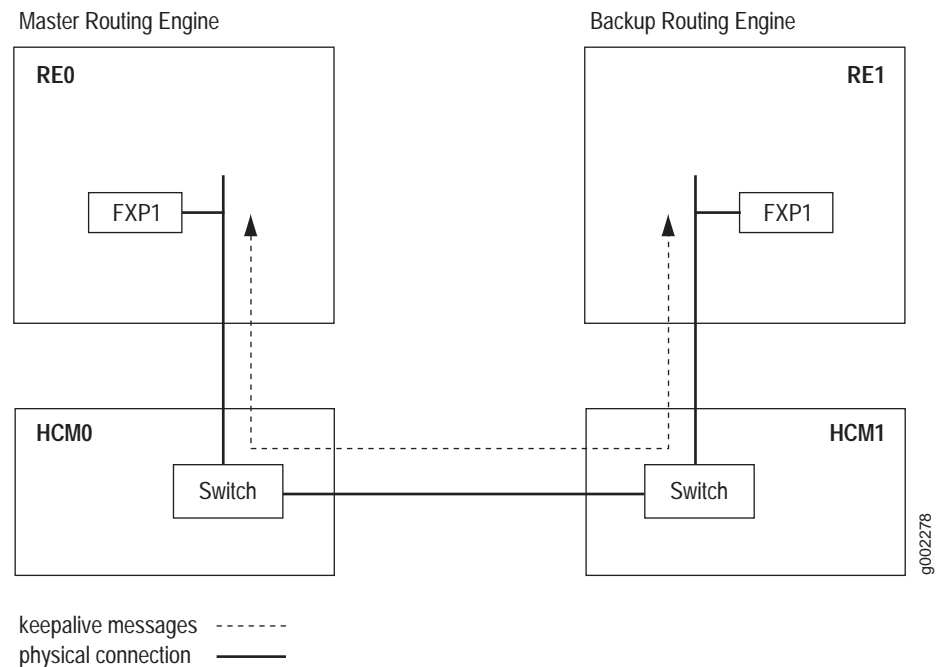 Master Routing Engine
Backup Routing Engine
RE0
RE1
FXP1
FXP1
HCM0
HCM1
Switch
Switch
g002278
keepalive messages
physical connection